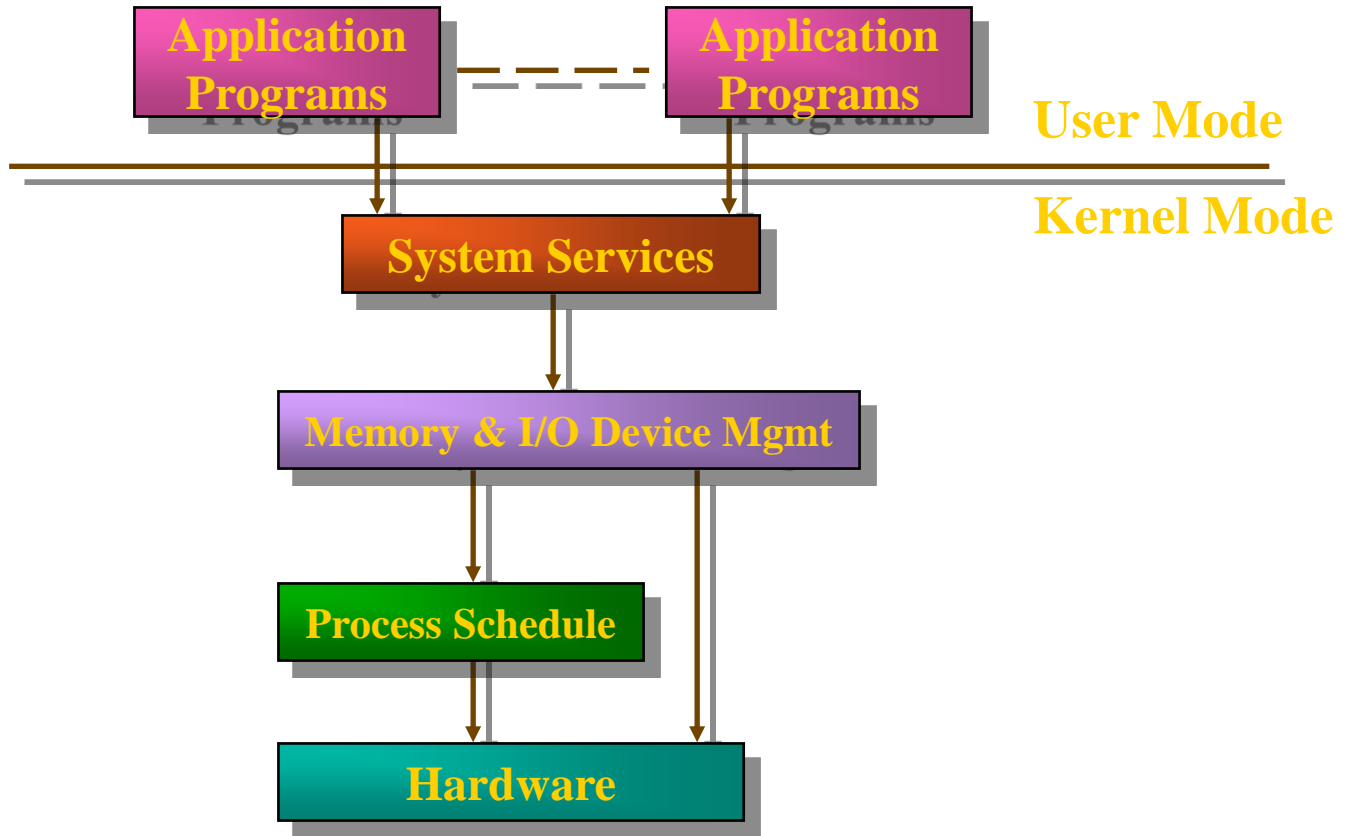 Application
Programs
Application
Programs
User Mode
Kernel Mode
System Services
Memory & I/O Device Mgmt
Process Schedule
Hardware